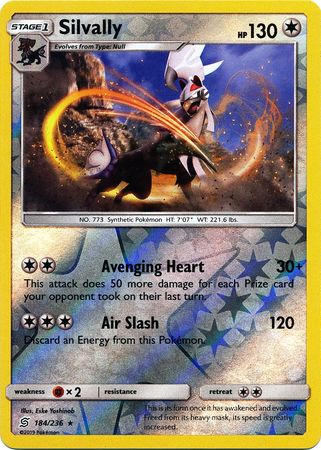 STAGE 1 Silvally HP 130
Evolves from Type: Null
NO. 773 Synthetic Pokémon HT: 7'07" WT: 221.6 lbs.
Avenging Heart 30+
This attack does 50 more damage for each Prize card
your opponent took on their last turn.
Air Slash 120
Discard an Energy from this Pokémon.
weakness ×2 resistance retreat
Illus. Eske Yoshinob
184/236 ★
©2019 Pokémon
This is its form once it has awakened and evolved.
Freed from its heavy mask, its speed is greatly
increased.